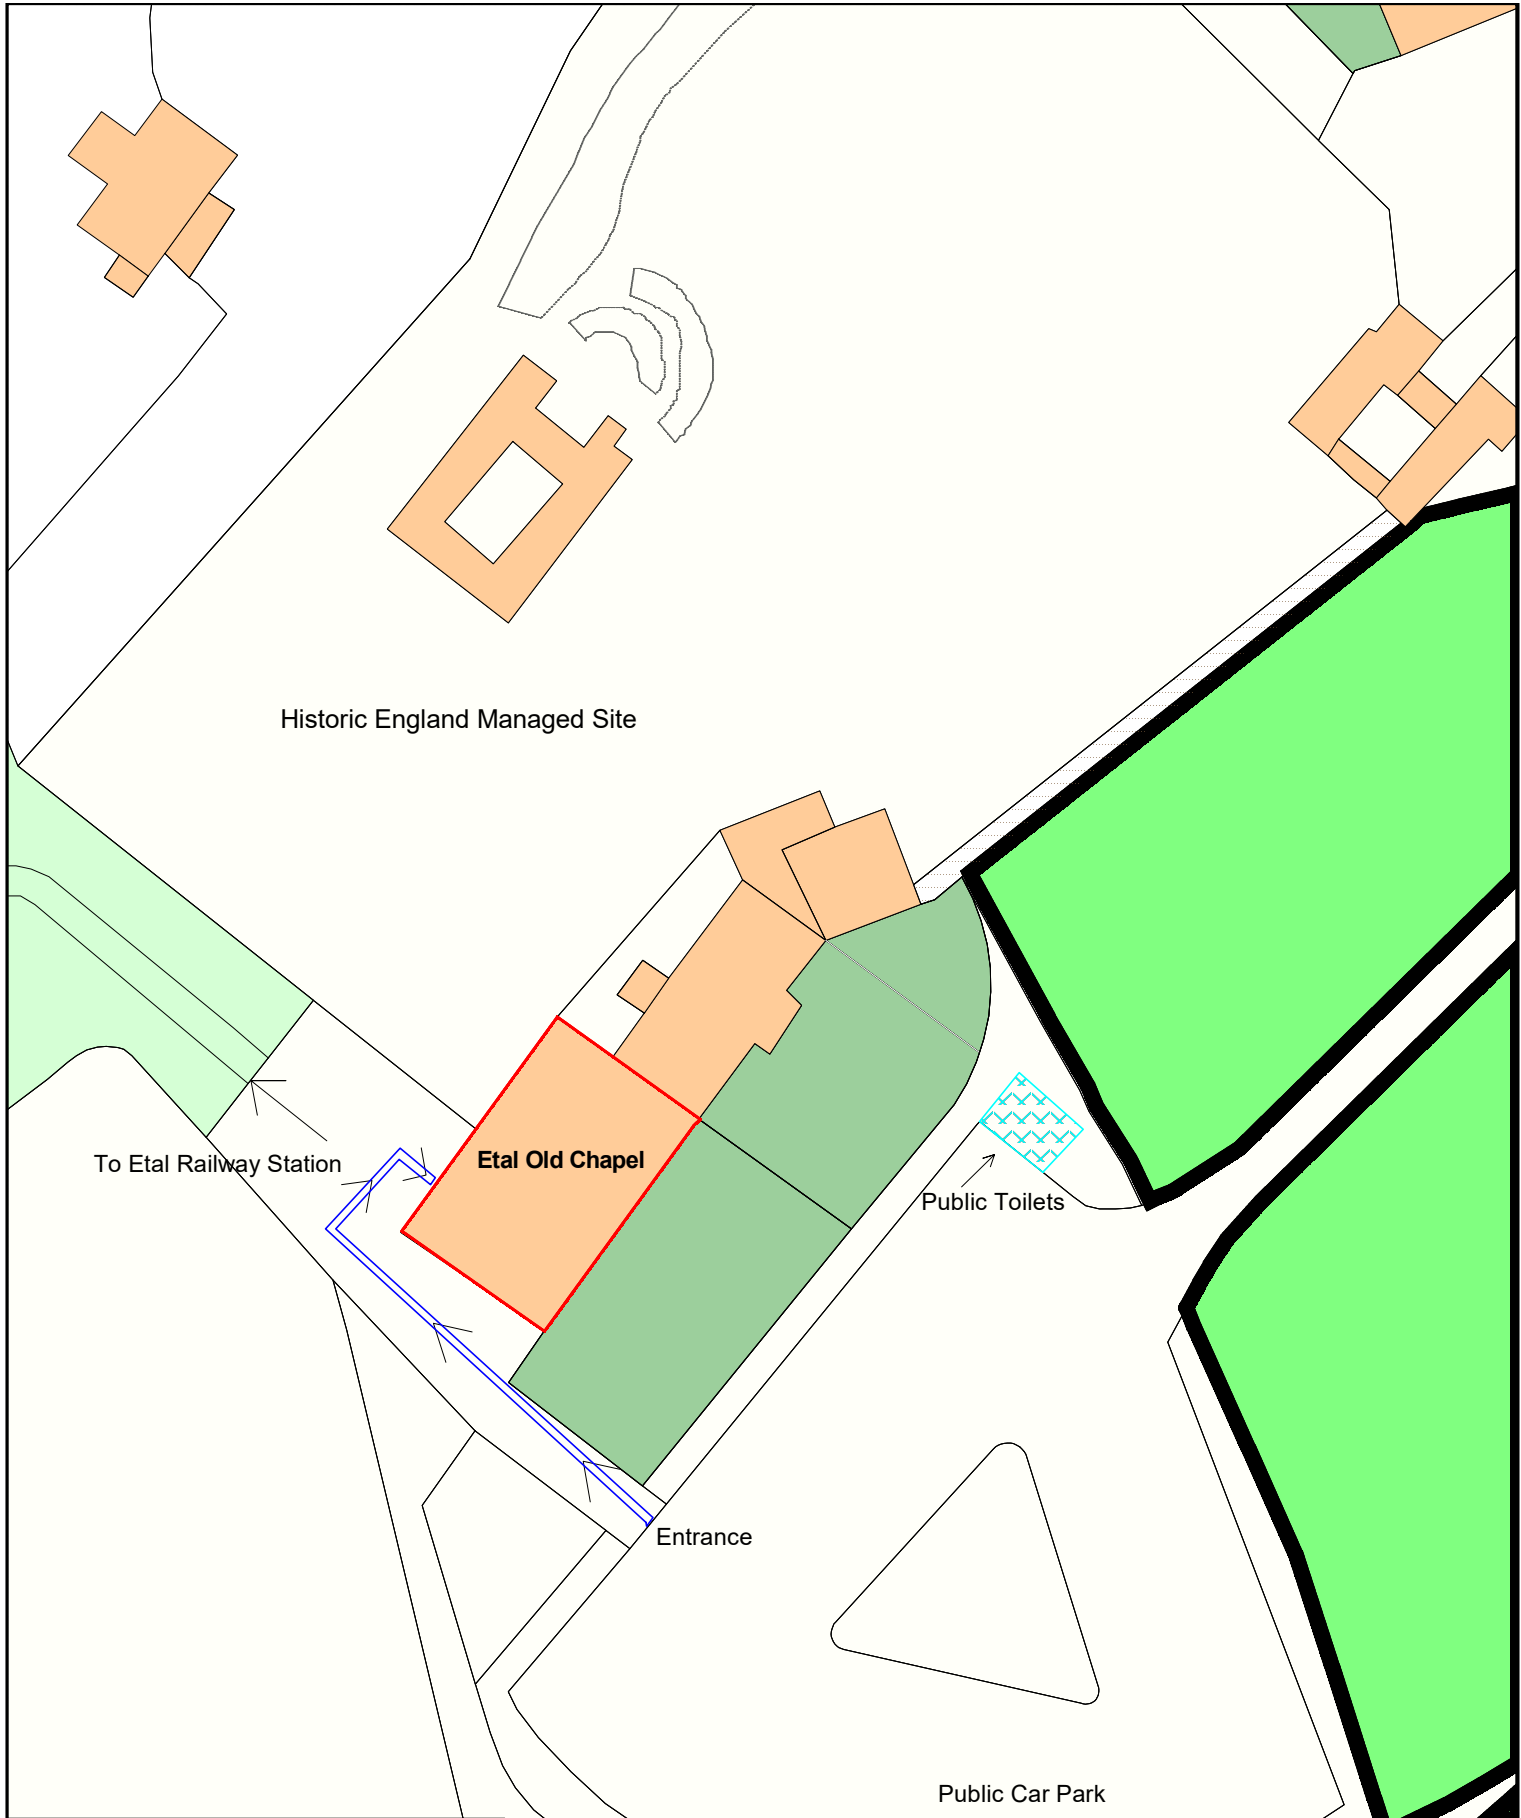 Historic England Managed Site
Etal Old Chapel
To Etal Railway Station
Public Toilets
Entrance
Public Car Park